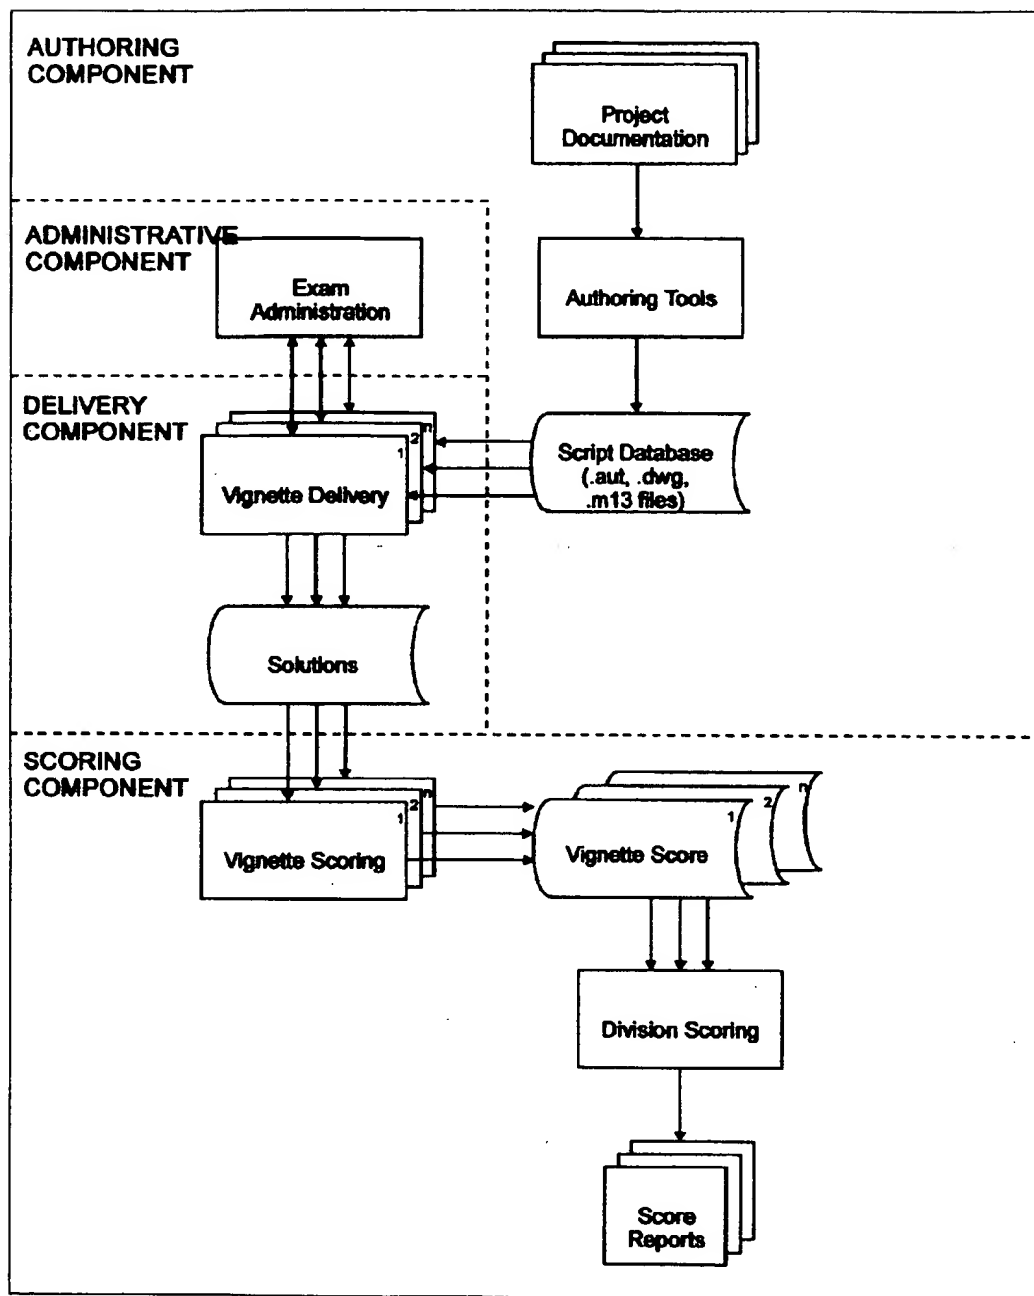 AUTHORING
COMPONENT
Project
Documentation
ADMINISTRATIVE
COMPONENT
Exam
Administration
Authoring Tools
DELIVERY
COMPONENT
n
2
1
Vignette Delivery
Script Database
(.aut, .dwg,
.m13 files)
Solutions
SCORING
COMPONENT
n
2
1
Vignette Scoring
n
2
1
Vignette Score
Division Scoring
Score
Reports